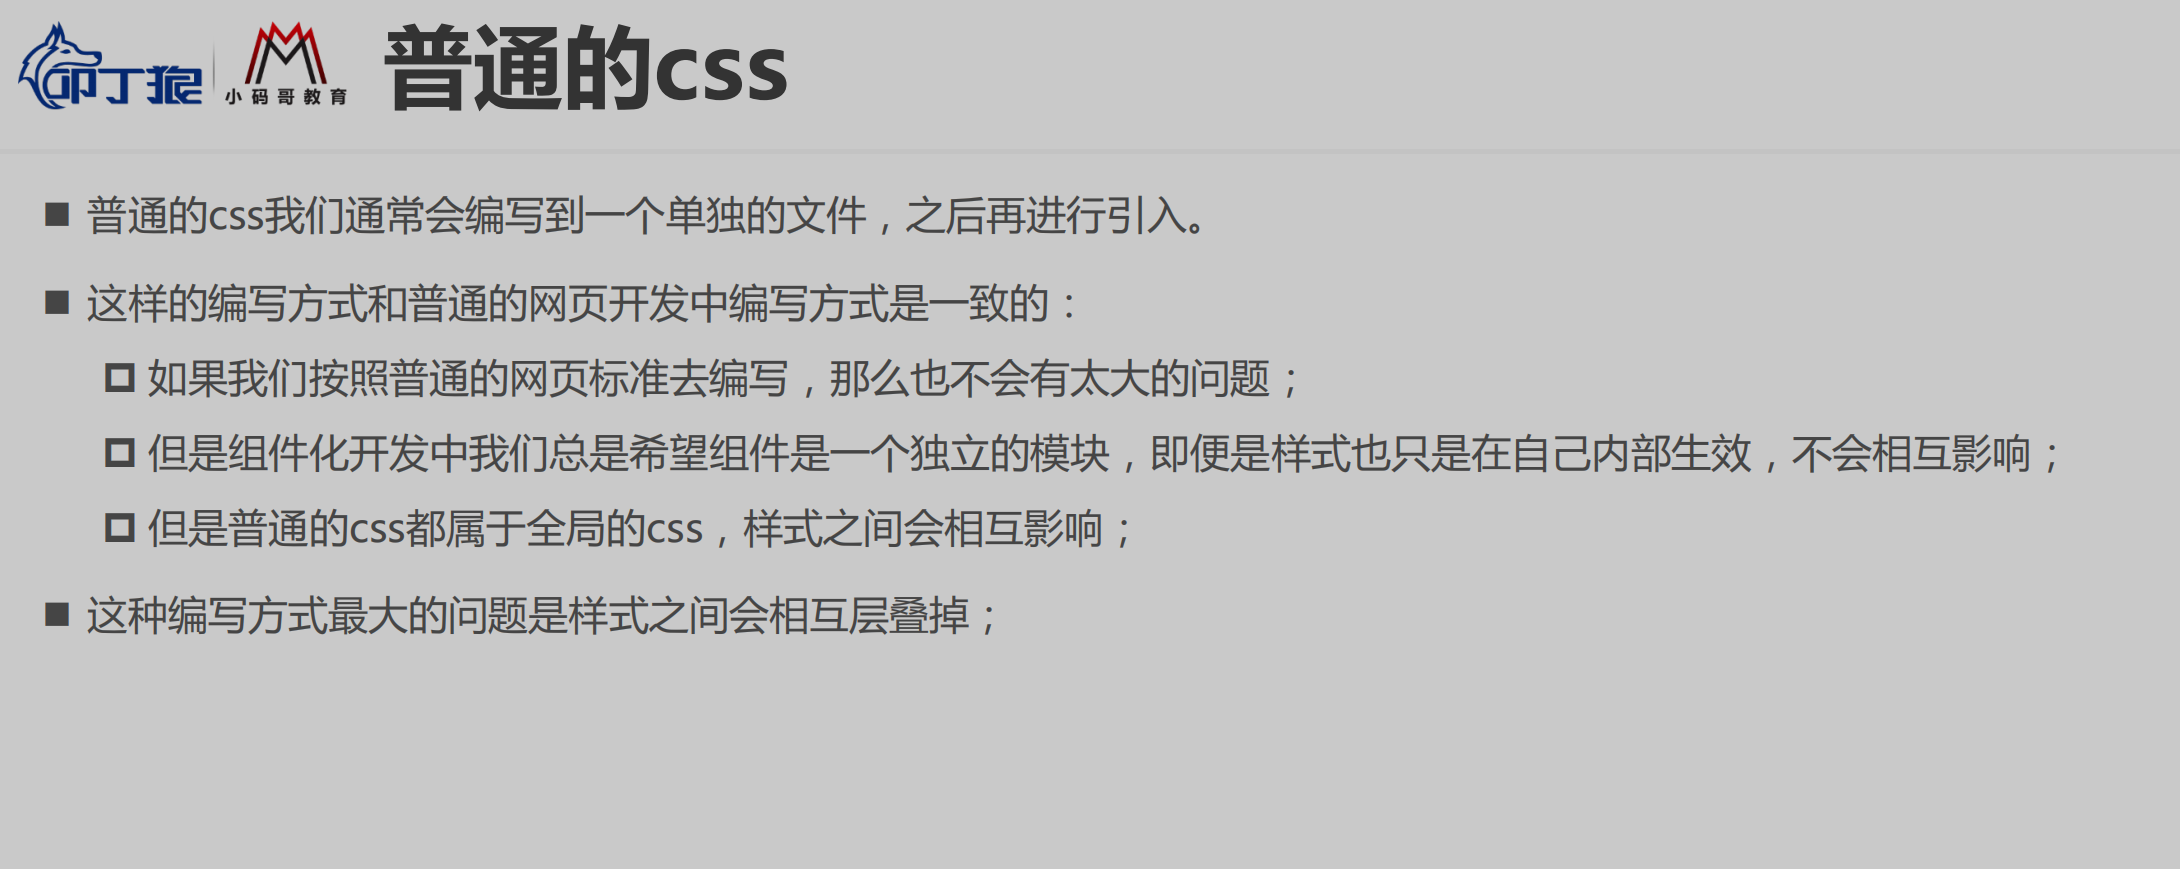 叩丁狼
小码哥教育
普通的css
普通的css我们通常会编写到一个单独的文件，之后再进行引入。
这样的编写方式和普通的网页开发中编写方式是一致的：
如果我们按照普通的网页标准去编写，那么也不会有太大的问题；
但是组件化开发中我们总是希望组件是一个独立的模块，即便是样式也只是在自己内部生效，不会相互影响；
但是普通的css都属于全局的css，样式之间会相互影响；
这种编写方式最大的问题是样式之间会相互层叠掉；